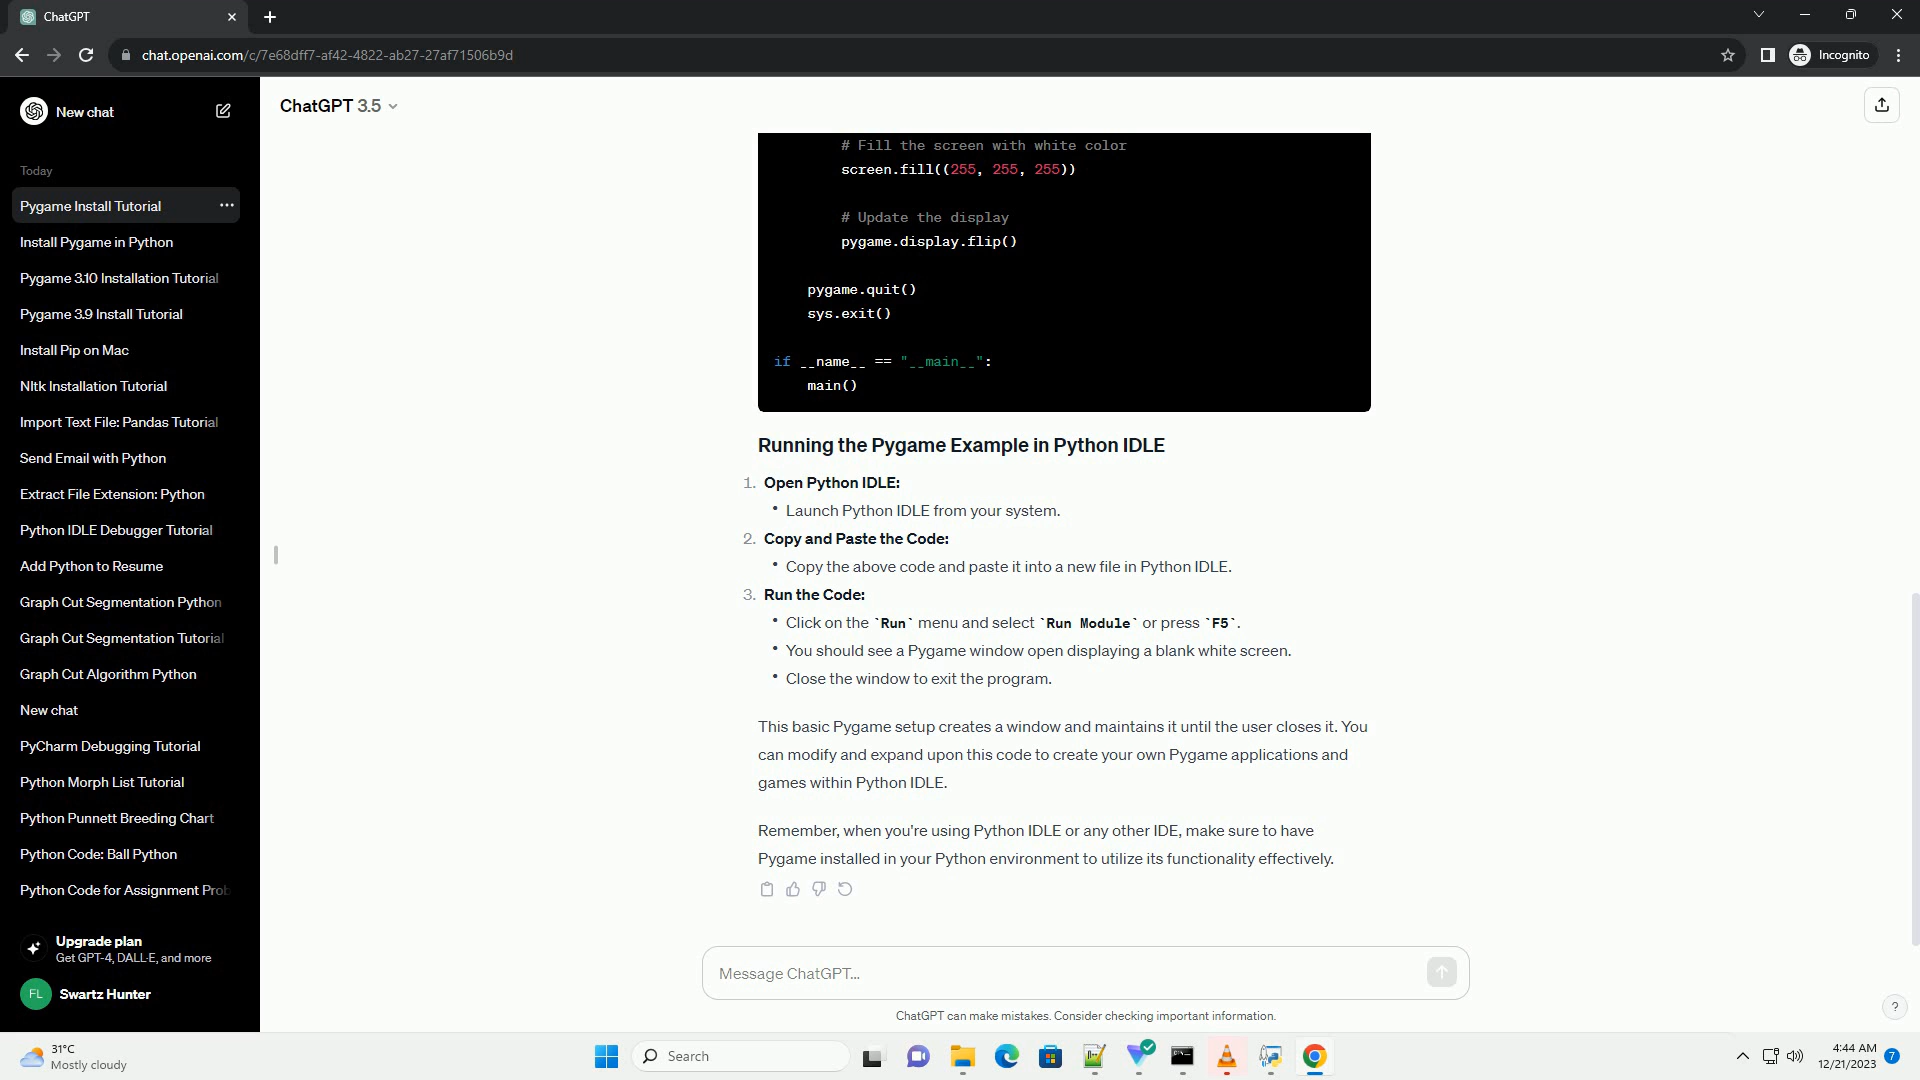 ChatGPT
chat.openai.com/c/7e68dff7-af42-4822-ab27-27af71506b9d
Incognito
New chat
ChatGPT 3.5
Today
Pygame Install Tutorial
Install Pygame in Python
Pygame 3.10 Installation Tutorial
Pygame 3.9 Install Tutorial
Install Pip on Mac
Nltk Installation Tutorial
Import Text File: Pandas Tutorial
Send Email with Python
Extract File Extension: Python
Python IDLE Debugger Tutorial
Add Python to Resume
Graph Cut Segmentation Python
Graph Cut Segmentation Tutorial
Graph Cut Algorithm Python
New chat
PyCharm Debugging Tutorial
Python Morph List Tutorial
Python Punnett Breeding Chart
Python Code: Ball Python
Python Code for Assignment Prob
Upgrade plan
Get GPT-4, DALL·E, and more
FL
Swartz Hunter
# Fill the screen with white color
screen.fill((255, 255, 255))
# Update the display
pygame.display.flip()
pygame.quit()
sys.exit()
if __name__ == "__main__":
main()
Running the Pygame Example in Python IDLE
1. Open Python IDLE:
• Launch Python IDLE from your system.
2. Copy and Paste the Code:
• Copy the above code and paste it into a new file in Python IDLE.
3. Run the Code:
• Click on the `Run` menu and select `Run Module` or press `F5`.
• You should see a Pygame window open displaying a blank white screen.
• Close the window to exit the program.
This basic Pygame setup creates a window and maintains it until the user closes it. You
can modify and expand upon this code to create your own Pygame applications and
games within Python IDLE.
Remember, when you're using Python IDLE or any other IDE, make sure to have
Pygame installed in your Python environment to utilize its functionality effectively.
Message ChatGPT...
ChatGPT can make mistakes. Consider checking important information.
?
31°C
Mostly cloudy
Search
4:44 AM
12/21/2023
7